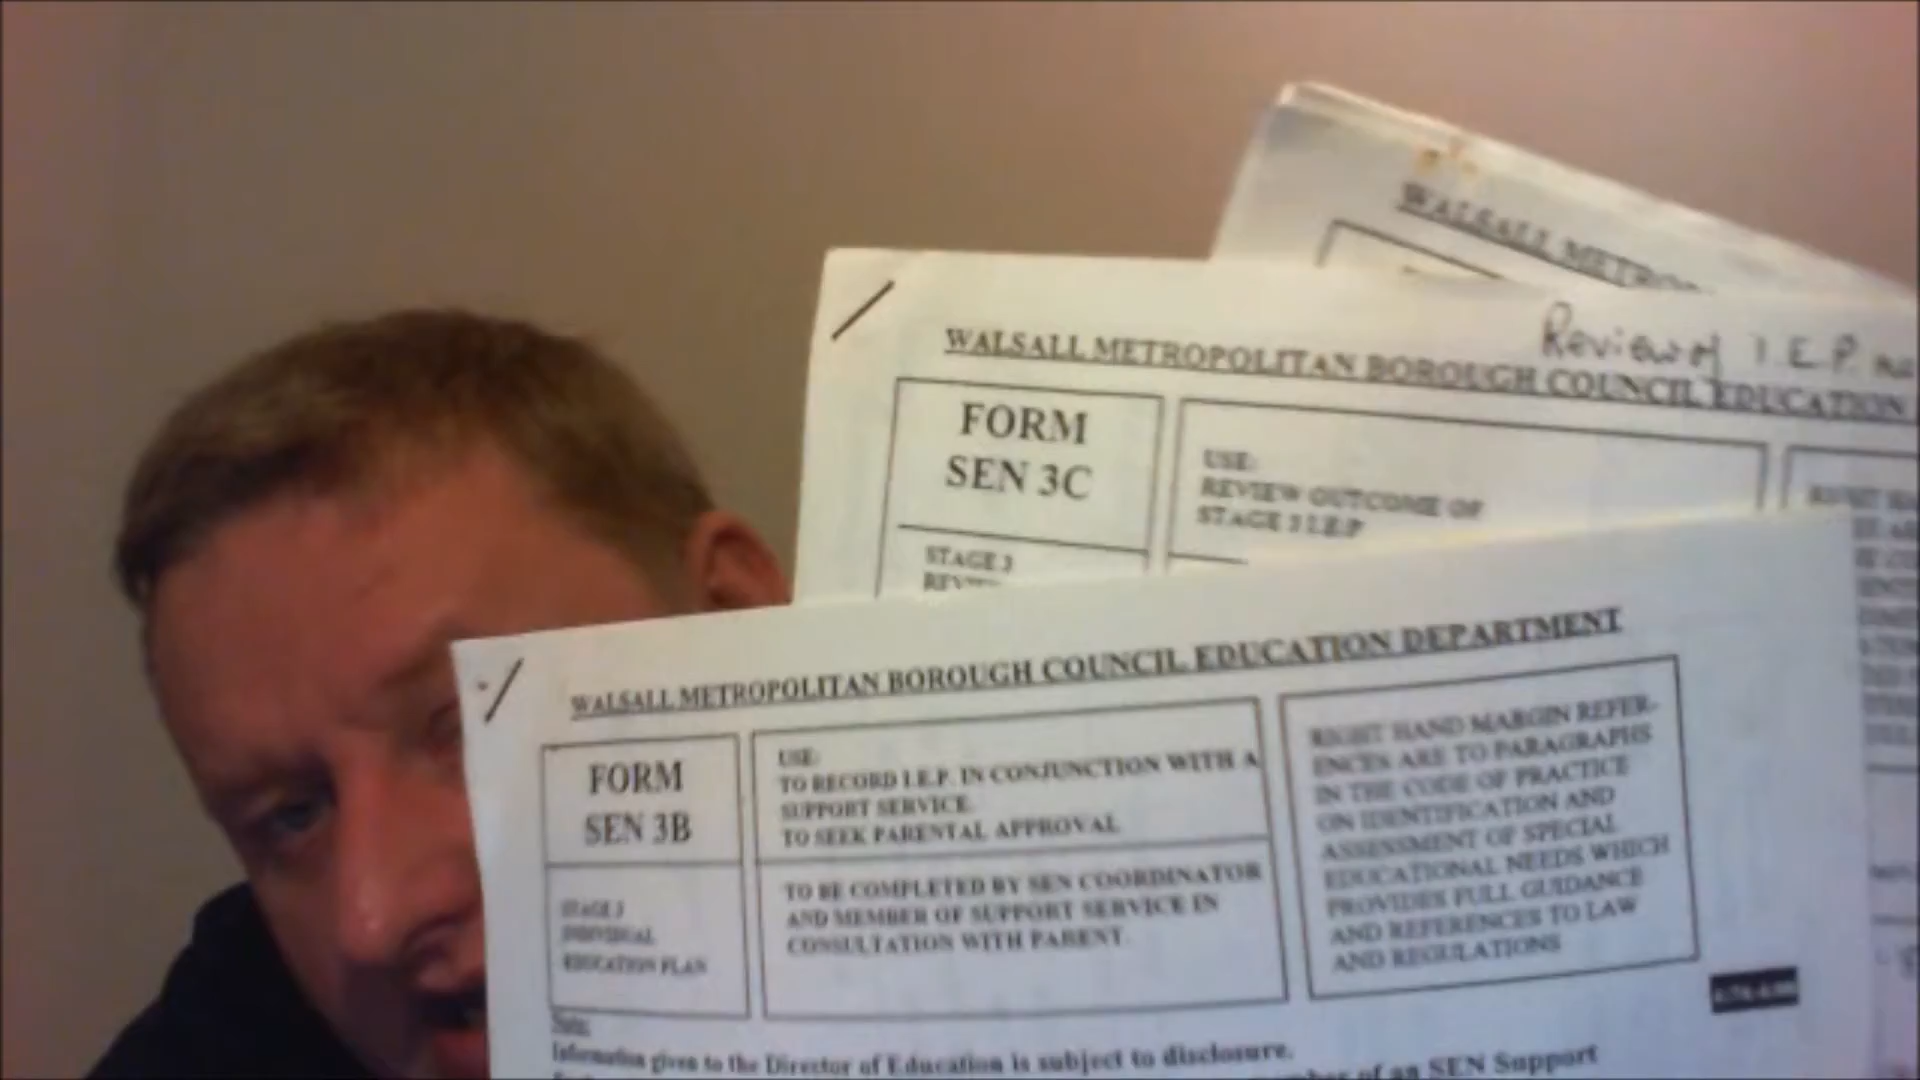 WALSALL METRO
Review of I.E.P.
WALSALL METROPOLITAN BOROUGH COUNCIL EDUCATION
FORM
SEN 3C
USE:
REVIEW OUTCOME OF
STAGE 3 I.E.P
STAGE 3
WALSALL METROPOLITAN BOROUGH COUNCIL EDUCATION DEPARTMENT
FORM
SEN 3B
USE:
TO RECORD I.E.P. IN CONJUNCTION WITH A
SUPPORT SERVICE.
TO SEEK PARENTAL APPROVAL
RIGHT HAND MARGIN REFER-
ENCES ARE TO PARAGRAPHS
IN THE CODE OF PRACTICE
ON IDENTIFICATION AND
ASSESSMENT OF SPECIAL
EDUCATIONAL NEEDS WHICH
PROVIDES FULL GUIDANCE
AND REFERENCES TO LAW
AND REGULATIONS
STAGE 3
INDIVIDUAL
EDUCATION PLAN
TO BE COMPLETED BY SEN COORDINATOR
AND MEMBER OF SUPPORT SERVICE IN
CONSULTATION WITH PARENT.
Note:
Information given to the Director of Education is subject to disclosure.
of an SEN Support